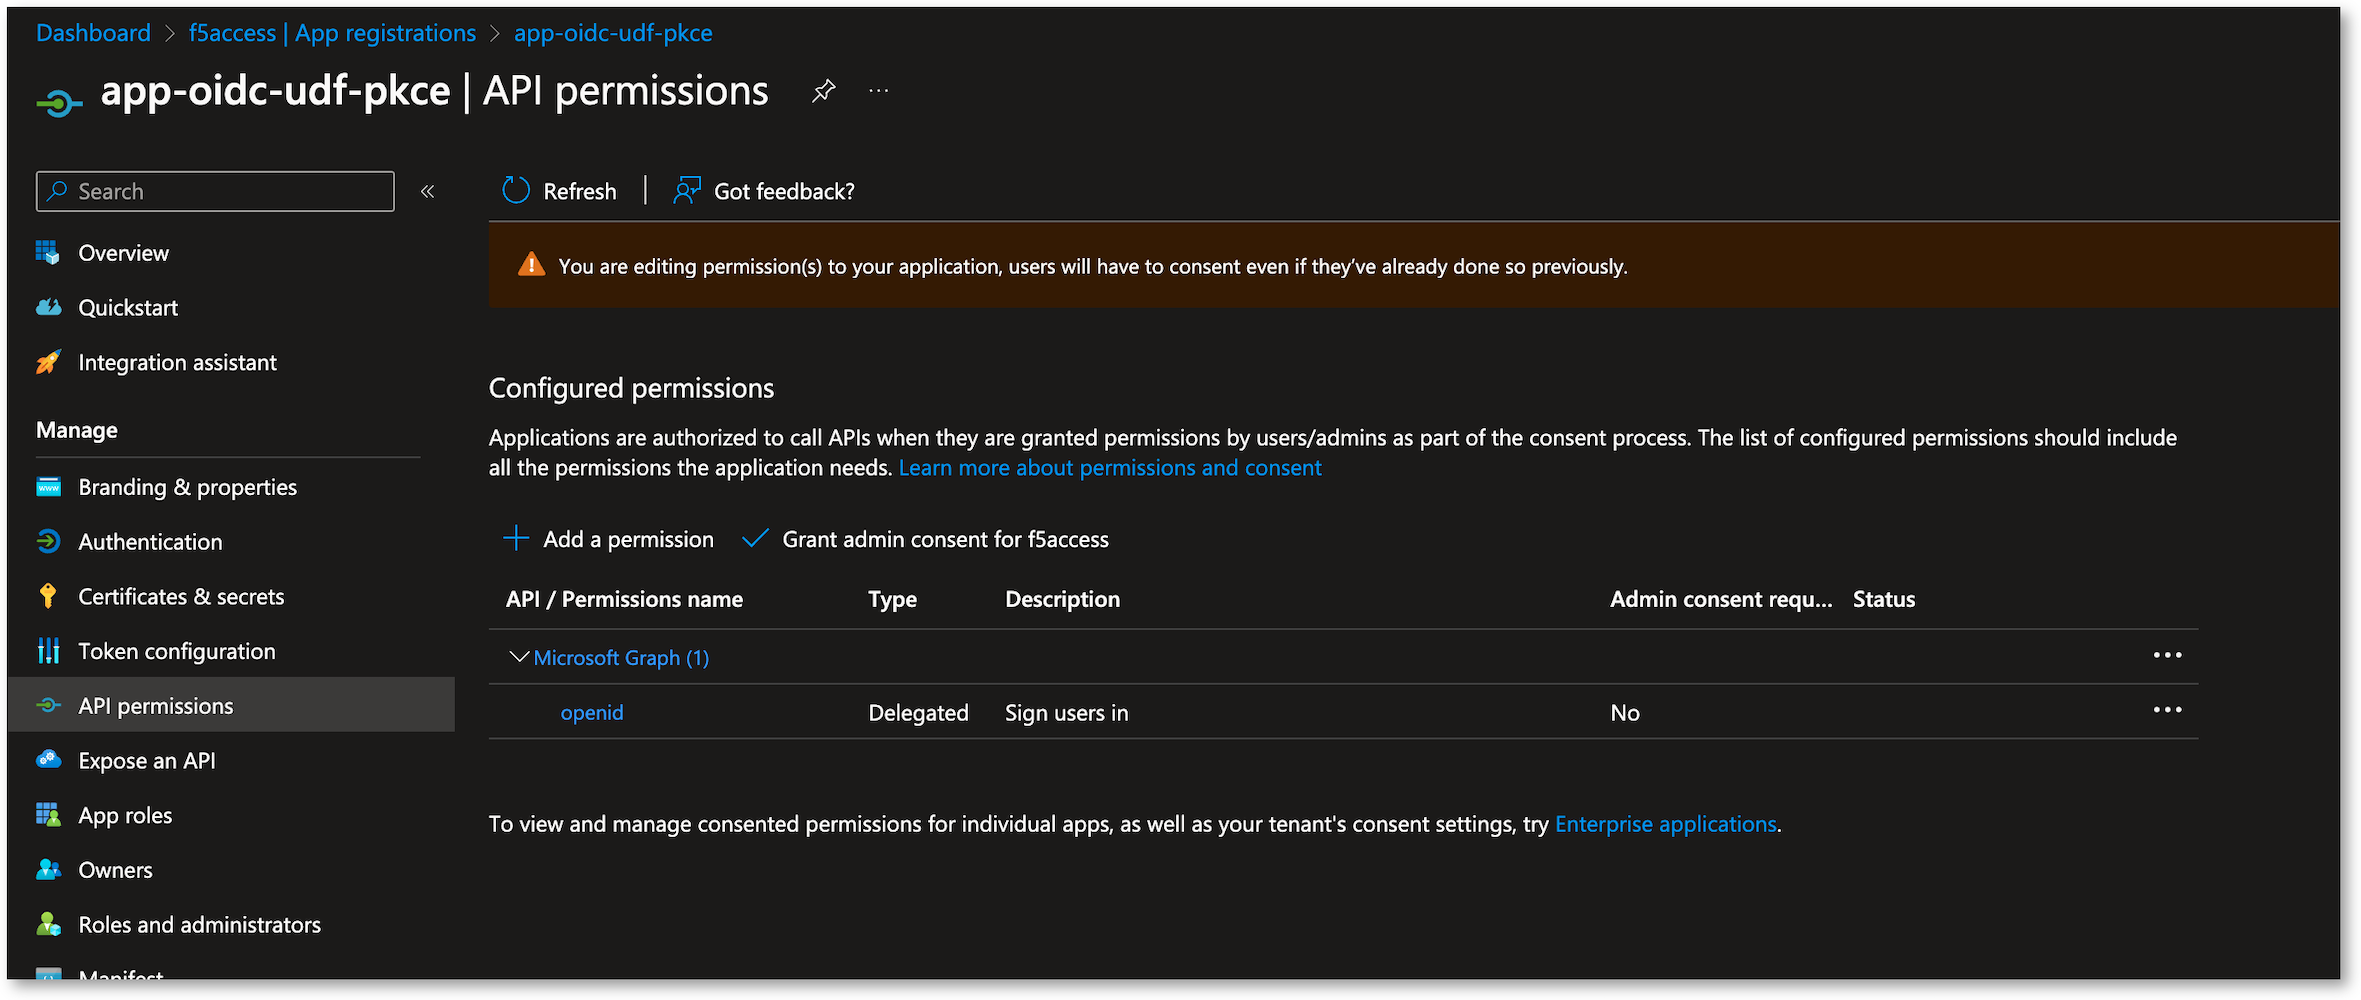 Dashboard > f5access | App registrations > app-oidc-udf-pkce
app-oidc-udf-pkce | API permissions
Search
Overview
Quickstart
Integration assistant
Manage
Branding & properties
Authentication
Certificates & secrets
Token configuration
API permissions
Expose an API
App roles
Owners
Roles and administrators
Manifest
Refresh | Got feedback?
You are editing permission(s) to your application, users will have to consent even if they’ve already done so previously.
Configured permissions
Applications are authorized to call APIs when they are granted permissions by users/admins as part of the consent process. The list of configured permissions should include
all the permissions the application needs. Learn more about permissions and consent
Add a permission Grant admin consent for f5access
API / Permissions name Type Description Admin consent requ... Status
Microsoft Graph (1)
openid Delegated Sign users in No
To view and manage consented permissions for individual apps, as well as your tenant's consent settings, try Enterprise applications.